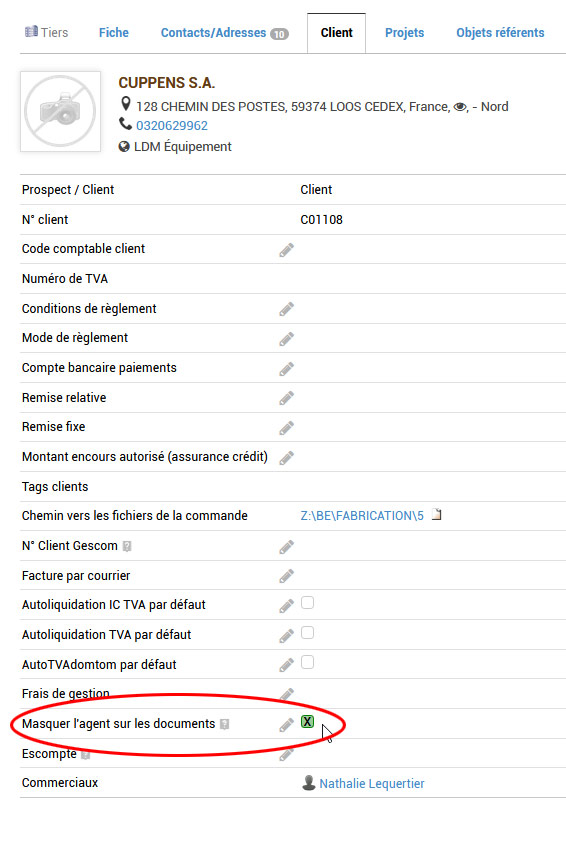 Tiers Fiche Contacts/Adresses 10 Client Projets Objets référents
CUPPENS S.A.
128 CHEMIN DES POSTES, 59374 LOOS CEDEX, France, , - Nord
0320629962
LDM Équipement
Prospect / Client Client
N° client C01108
Code comptable client
Numéro de TVA
Conditions de règlement
Mode de règlement
Compte bancaire paiements
Remise relative
Remise fixe
Montant encours autorisé (assurance crédit)
Tags clients
Chemin vers les fichiers de la commande Z:\BE\FABRICATION\5
N° Client Gescom ?
Facture par courrier
Autoliquidation IC TVA par défaut
Autoliquidation TVA par défaut
AutoTVAdomtom par défaut
Frais de gestion
Masquer l'agent sur les documents ? X
Escompte ?
Commerciaux Nathalie Lequertier